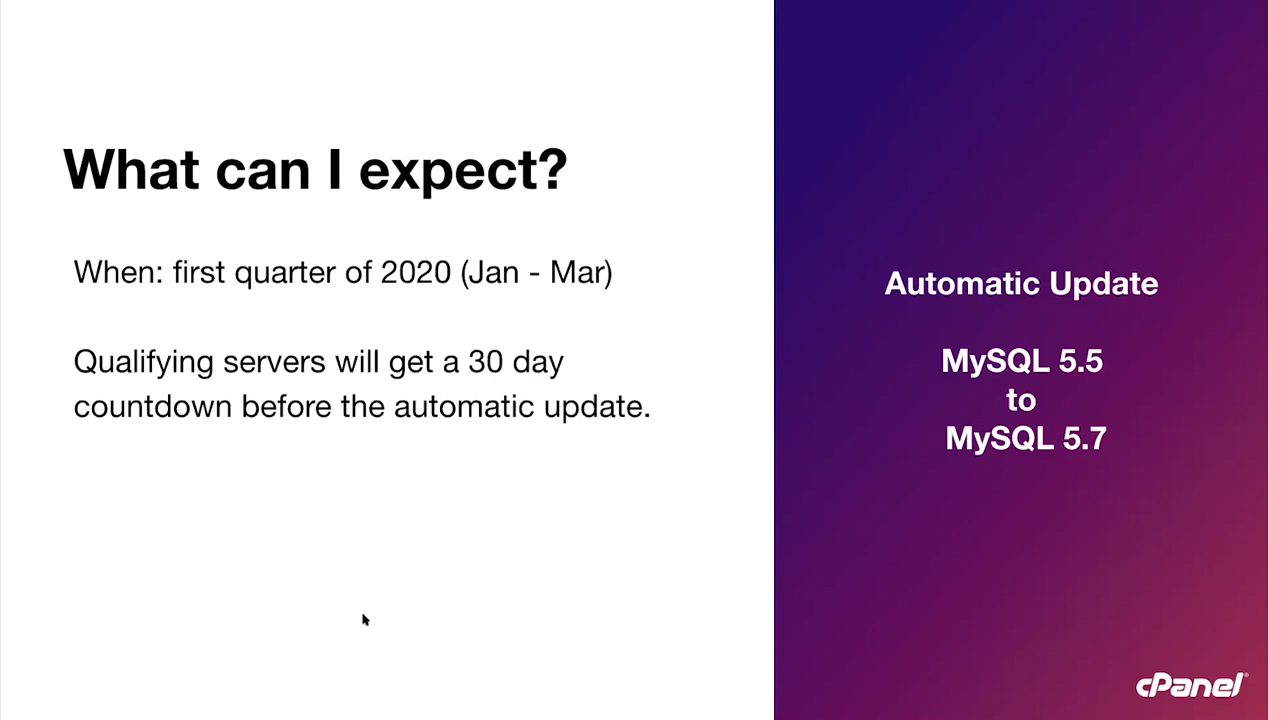 What can I expect?
When: first quarter of 2020 (Jan - Mar)
Qualifying servers will get a 30 day
countdown before the automatic update.
Automatic Update
MySQL 5.5
to
MySQL 5.7
cPanel®